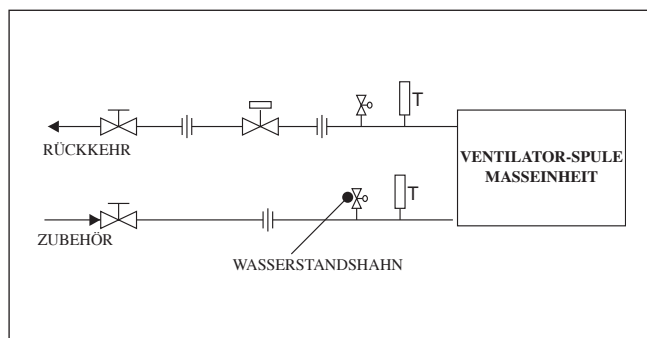 T
RÜCKKEHR
VENTILATOR-SPULE
MASSEINHEIT
T
ZUBEHÖR
WASSERSTANDSHAHN